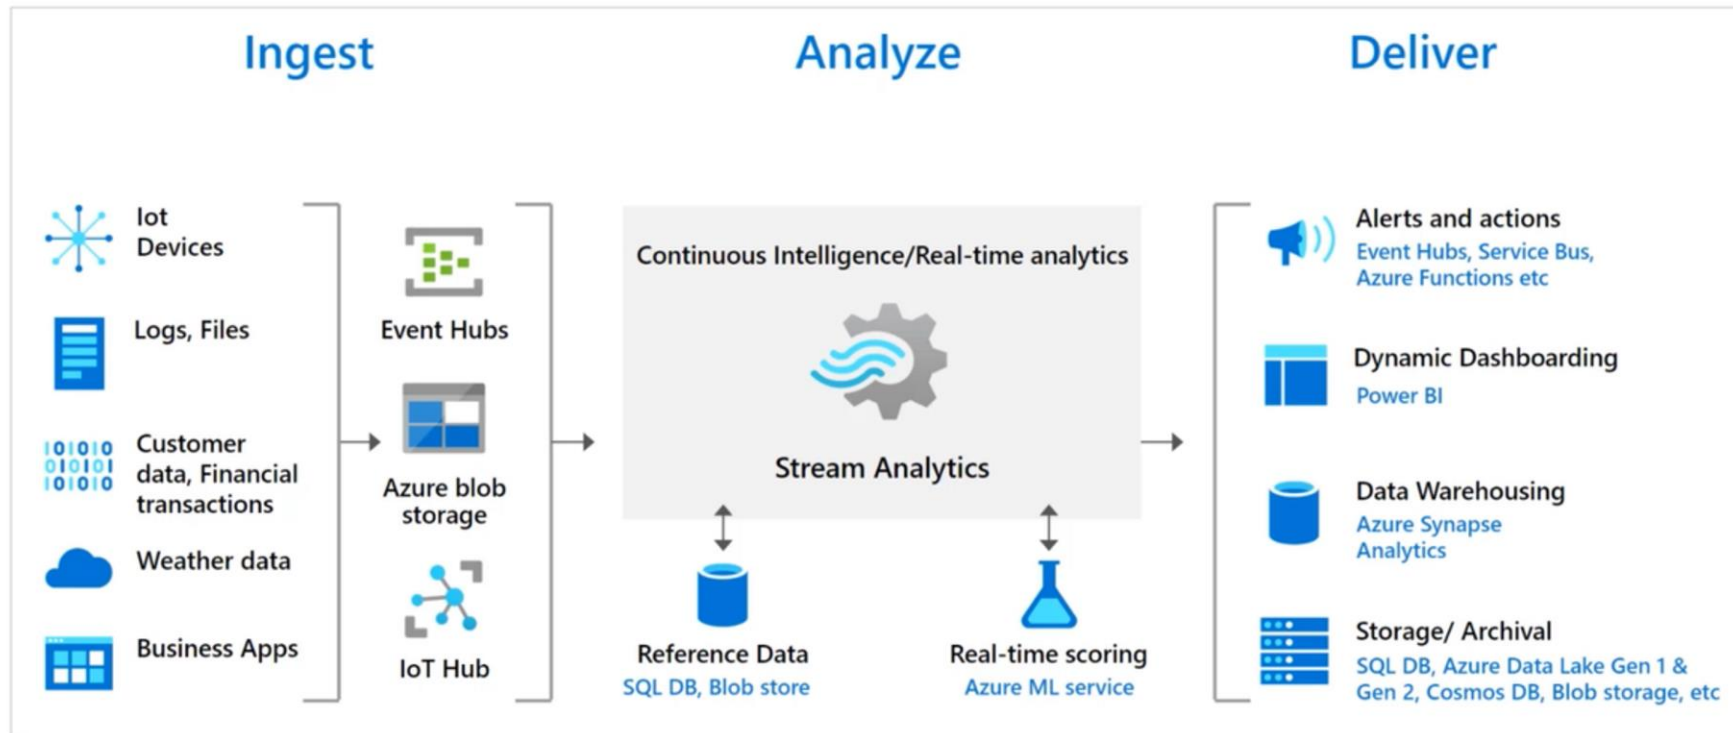 Ingest
Analyze
Deliver
Iot
Devices
Logs, Files
Customer
data, Financial
transactions
Weather data
Business Apps
Event Hubs
Azure blob
storage
IoT Hub
Continuous Intelligence/Real-time analytics
Stream Analytics
Reference Data
SQL DB, Blob store
Real-time scoring
Azure ML service
Alerts and actions
Event Hubs, Service Bus,
Azure Functions etc
Dynamic Dashboarding
Power BI
Data Warehousing
Azure Synapse
Analytics
Storage/ Archival
SQL DB, Azure Data Lake Gen 1 &
Gen 2, Cosmos DB, Blob storage, etc